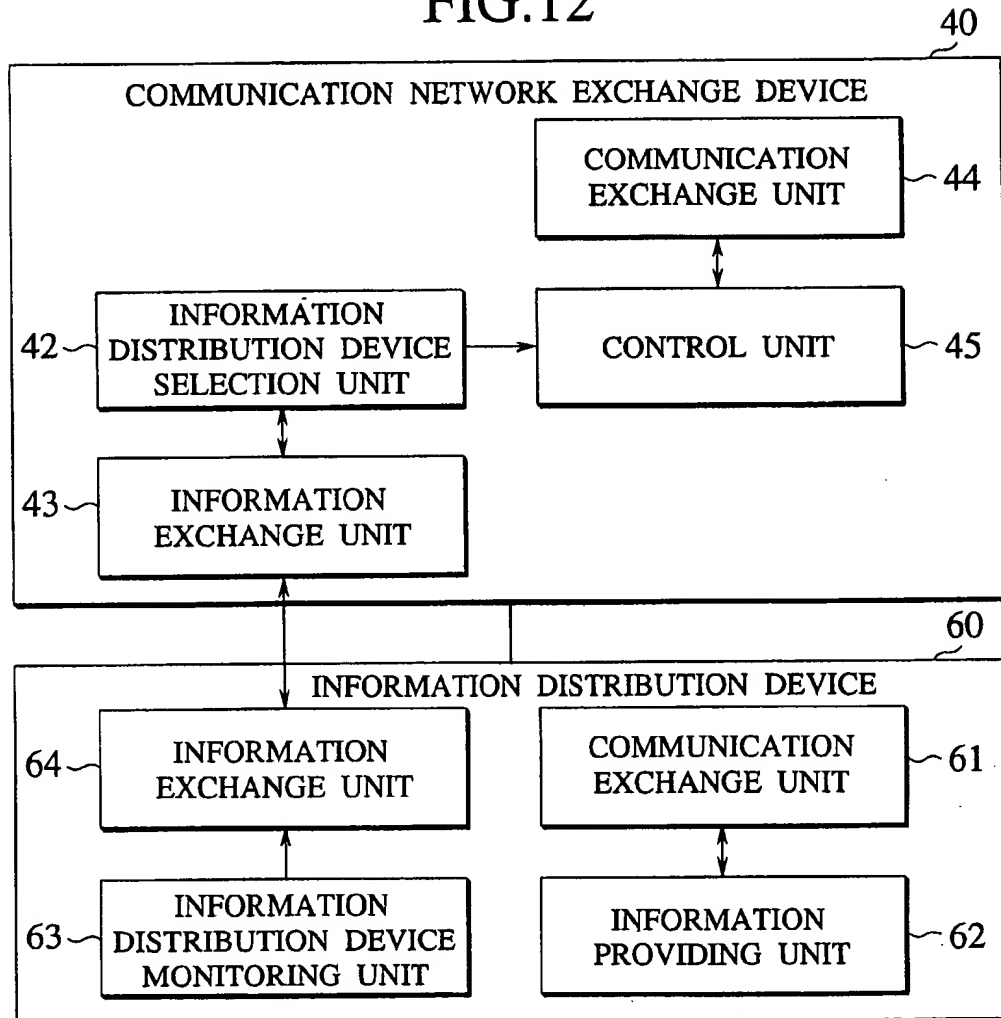 FIG.12
40
COMMUNICATION NETWORK EXCHANGE DEVICE
COMMUNICATION
EXCHANGE UNIT
44
INFORMATION
DISTRIBUTION DEVICE
SELECTION UNIT
42
CONTROL UNIT
45
INFORMATION
EXCHANGE UNIT
43
60
INFORMATION DISTRIBUTION DEVICE
INFORMATION
EXCHANGE UNIT
64
COMMUNICATION
EXCHANGE UNIT
61
INFORMATION
DISTRIBUTION DEVICE
MONITORING UNIT
63
INFORMATION
PROVIDING UNIT
62